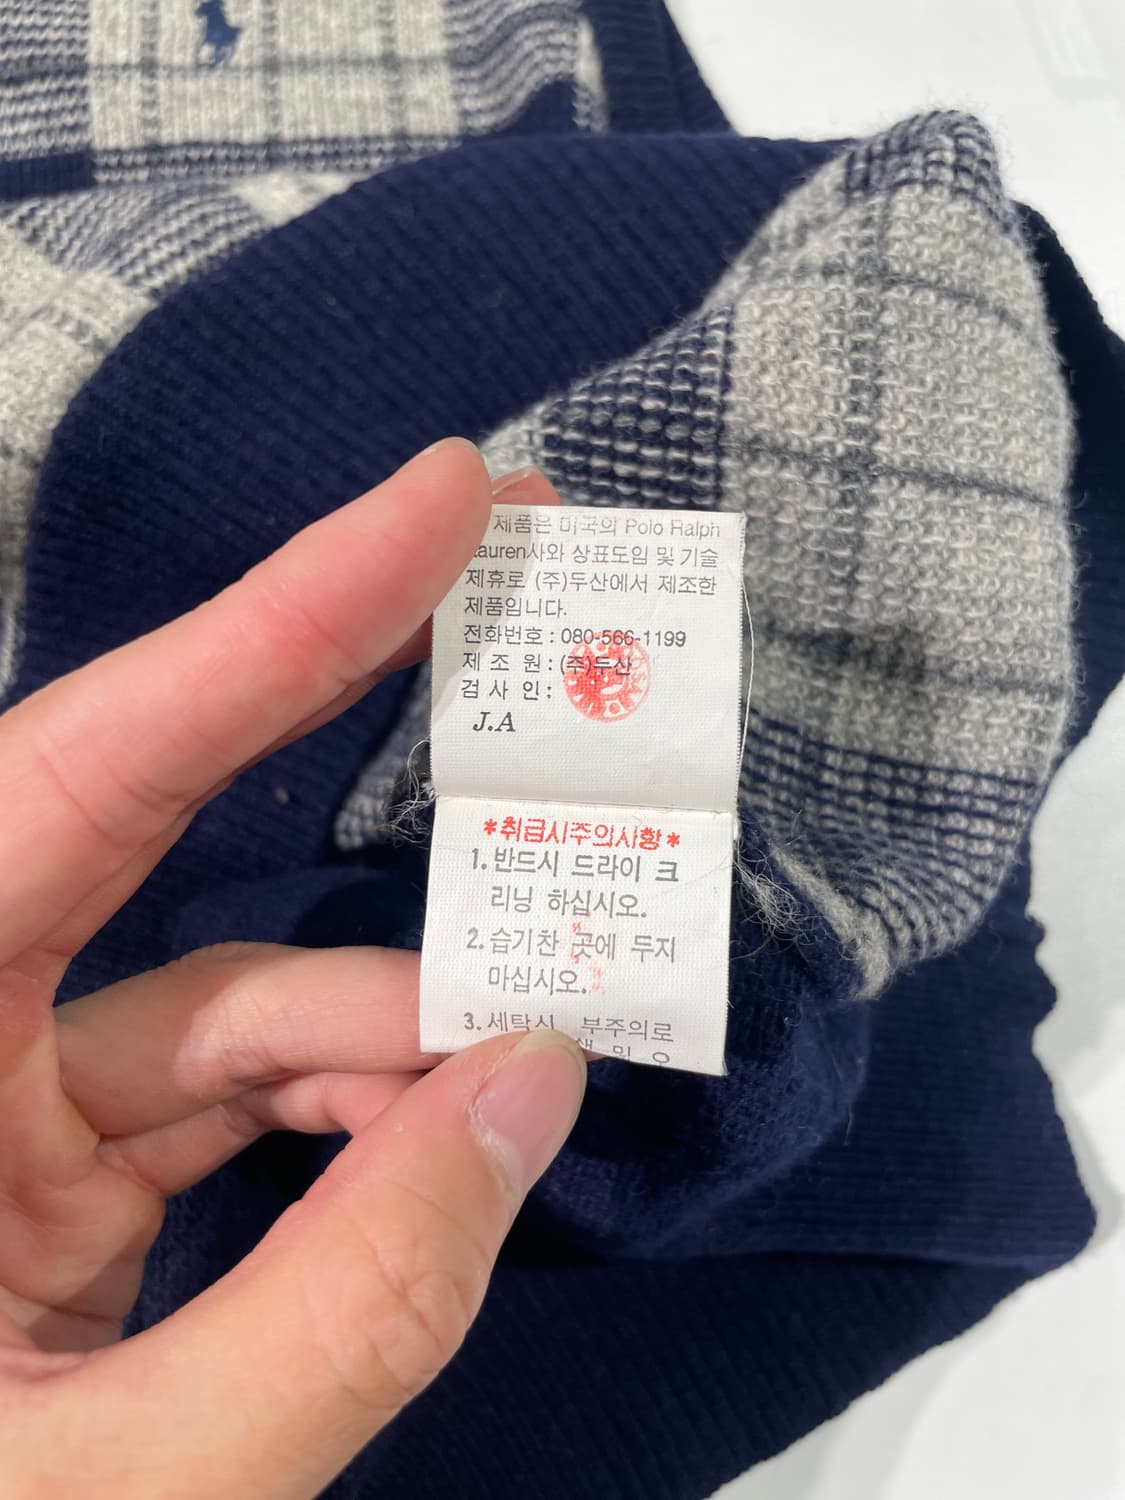 제품은 미국의 Polo Ralph
Lauren사와 상표도입 및 기술
제휴로 (주)두산에서 제조한
제품입니다.
전화번호 : 080-566-1199
제 조 원 : (주)두산
검 사 인 :
J.A
*취급시주의사항*
1. 반드시 드라이 크
리닝 하십시오.
2. 습기찬 곳에 두지
마십시오.
3. 세탁시 부주의로
및 오